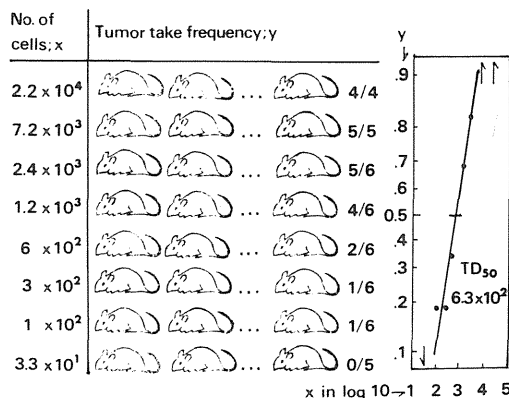 No. of cells; x | Tumor take frequency; y
2.2 x 10⁴ ... 4/4
7.2 x 10³ ... 5/5
2.4 x 10³ ... 5/6
1.2 x 10³ ... 4/6
6 x 10² ... 2/6
3 x 10² ... 1/6
1 x 10² ... 1/6
3.3 x 10¹ ... 0/5
y
.9
.8
.7
.6
0.5
.4
.3
.2
.1
TD₅₀
6.3 x 10²
x in log 10→1 2 3 4 5